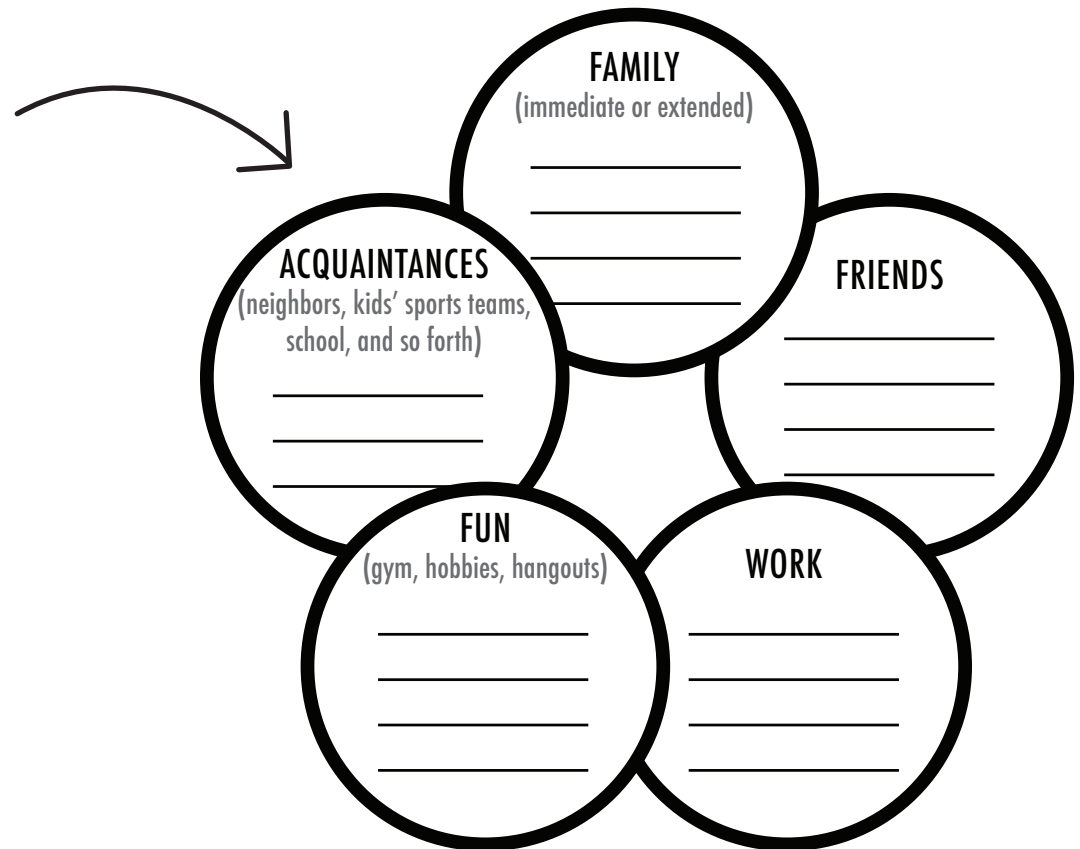 FAMILY
(immediate or extended)
ACQUAINTANCES
(neighbors, kids’ sports teams,
school, and so forth)
FRIENDS
FUN
(gym, hobbies, hangouts)
WORK